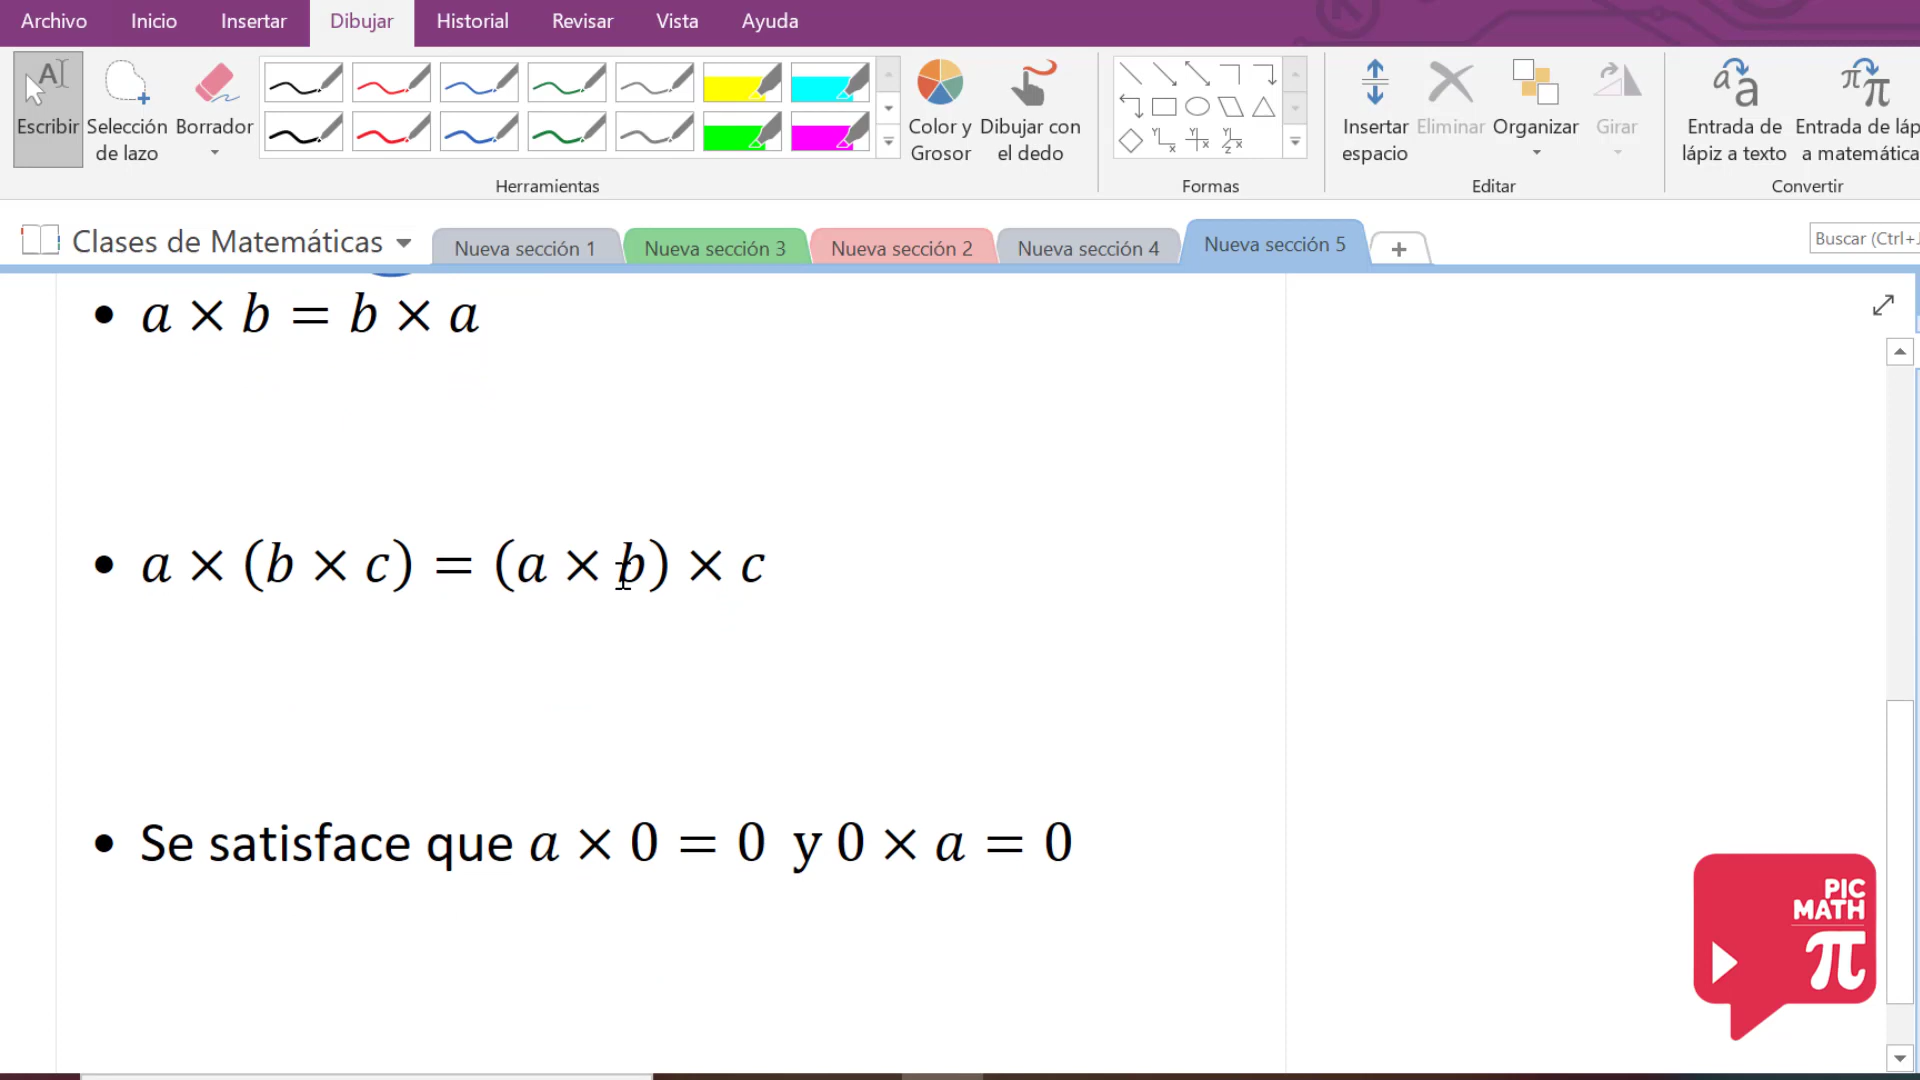 Archivo Inicio Insertar Dibujar Historial Revisar Vista Ayuda
Escribir Selección de lazo Borrador Color y Grosor Dibujar con el dedo Insertar espacio Eliminar Organizar Girar Entrada de lápiz a texto Entrada de láp a matemática
Herramientas Formas Editar Convertir
Clases de Matemáticas Nueva sección 1 Nueva sección 3 Nueva sección 2 Nueva sección 4 Nueva sección 5 + Buscar (Ctrl+
• a × b = b × a
• a × (b × c) = (a × b) × c
• Se satisface que a × 0 = 0 y 0 × a = 0
PIC
MATH
π